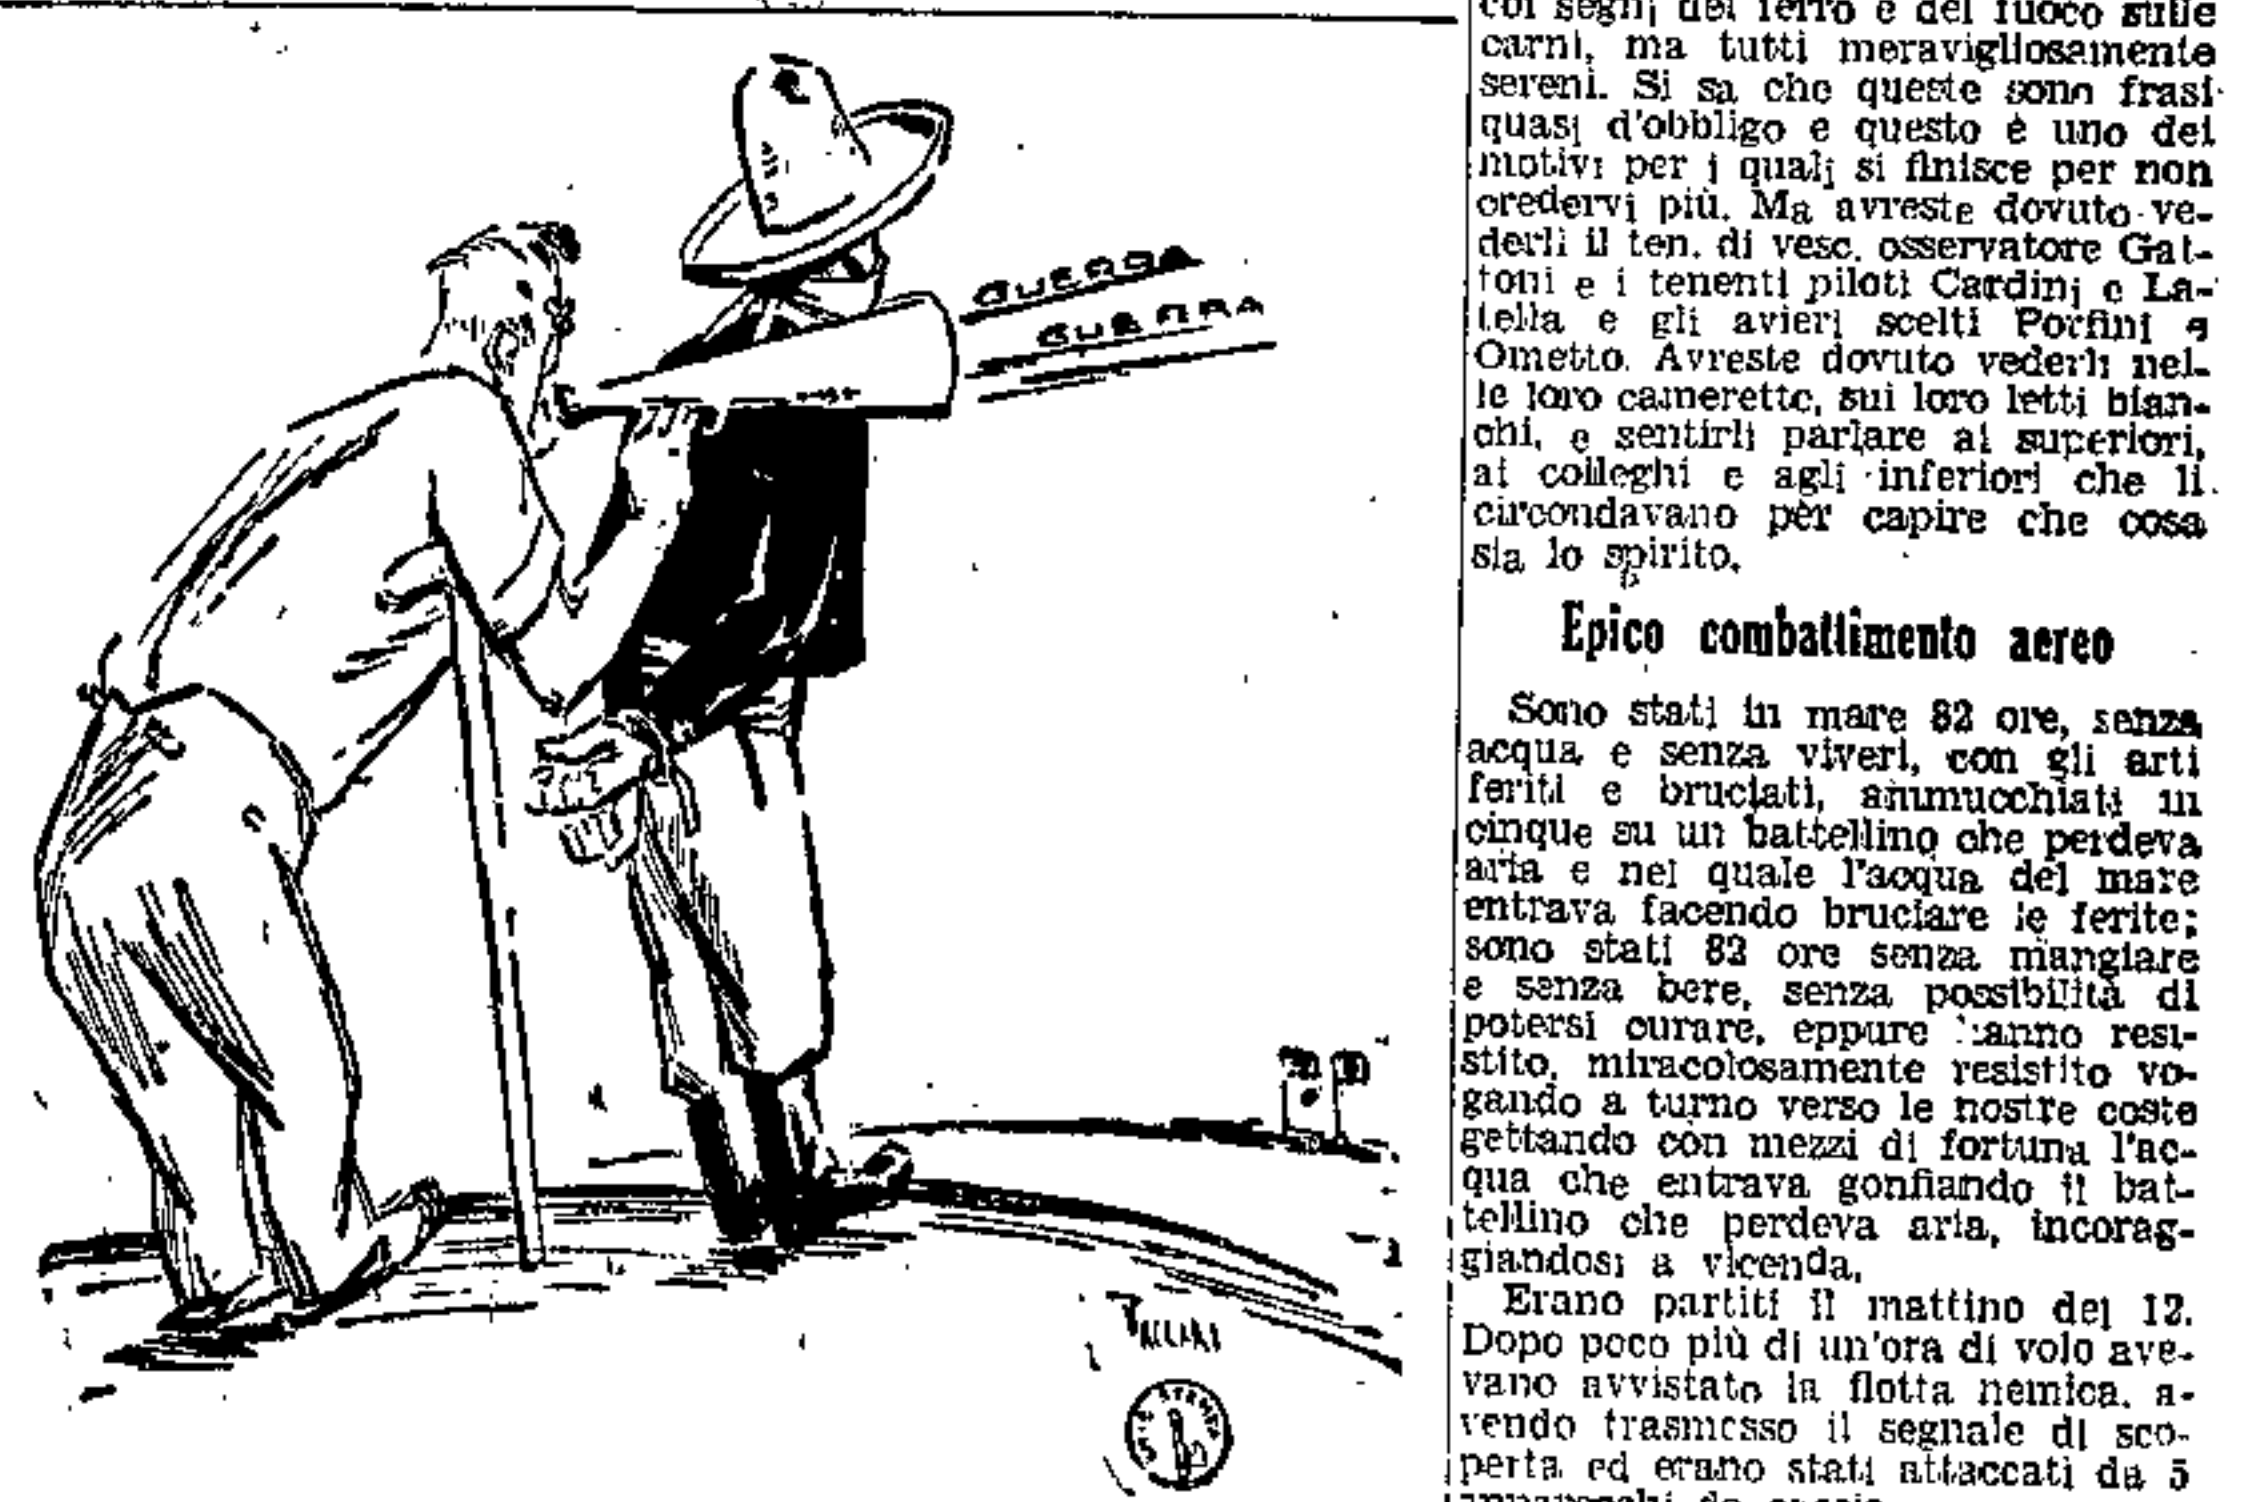 GUERRA
GUERRA
coi segni del ferro e del fuoco sulle
carni, ma tutti meravigliosamente
sereni. Si sa che queste sono frasi
quasi d'obbligo e questo è uno dei
motivi per i quali si finisce per non
credervi più. Ma avreste dovuto ve-
derli il ten. di vesc. osservatore Gat-
toni e i tenenti piloti Cardini e La-
tella e gli avieri scelti Porfini e
Ometto. Avreste dovuto vederli nel-
le loro camerette, sui loro letti bian-
chi, e sentirli parlare ai superiori,
ai colleghi e agli inferiori che li
circondavano per capire che cosa
sia lo spirito.
Epico combattimento aereo
Sono stati in mare 82 ore, senza
acqua e senza viveri, con gli arti
feriti e bruciati, ammucchiati in
cinque su un battellino che perdeva
aria e nel quale l'acqua del mare
entrava facendo bruciare le ferite;
sono stati 82 ore senza mangiare
e senza bere, senza possibilità di
potersi curare, eppure hanno resi-
stito, miracolosamente resistito vo-
gando a turno verso le nostre coste
gettando con mezzi di fortuna l'ac-
qua che entrava gonfiando il bat-
tellino che perdeva aria, incorag-
giandosi a vicenda.
Erano partiti il mattino del 12.
Dopo poco più di un'ora di volo ave-
vano avvistato la flotta nemica, a-
vendo trasmesso il segnale di sco-
perta ed erano stati attaccati da 5